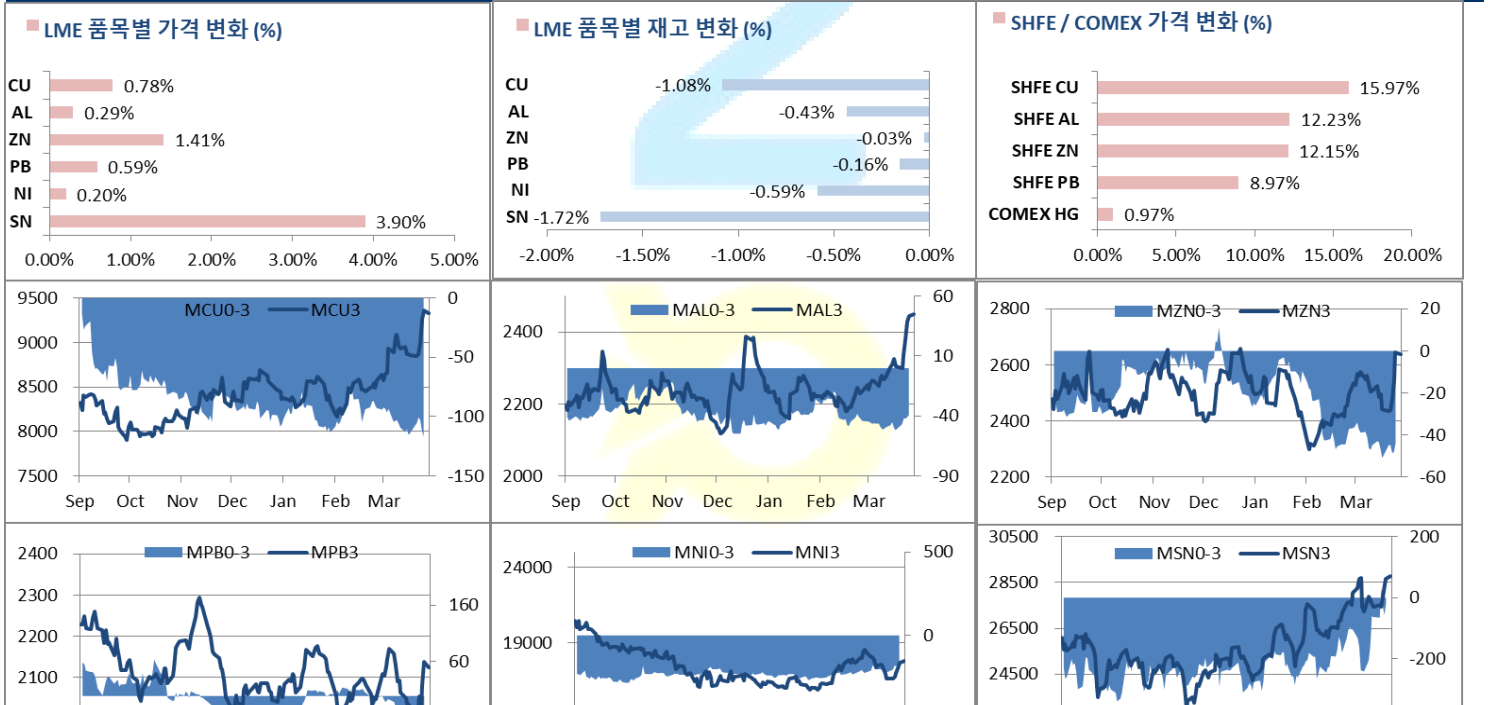 LME 품목별 가격 변화 (%)
CU 0.78%
AL 0.29%
ZN 1.41%
PB 0.59%
NI 0.20%
SN 3.90%
0.00% 1.00% 2.00% 3.00% 4.00% 5.00%
LME 품목별 재고 변화 (%)
CU -1.08%
AL -0.43%
ZN -0.03%
PB -0.16%
NI -0.59%
SN -1.72%
-2.00% -1.50% -1.00% -0.50% 0.00%
SHFE / COMEX 가격 변화 (%)
SHFE CU 15.97%
SHFE AL 12.23%
SHFE ZN 12.15%
SHFE PB 8.97%
COMEX HG 0.97%
0.00% 5.00% 10.00% 15.00% 20.00%
MCU0-3 MCU3
9500 0
9000 -50
8500
8000 -100
7500 -150
Sep Oct Nov Dec Jan Feb Mar
MAL0-3 MAL3
60
2400
10
2200 -40
2000 -90
Sep Oct Nov Dec Jan Feb Mar
MZN0-3 MZN3
2800 20
2600 0
-20
2400 -40
2200 -60
Sep Oct Nov Dec Jan Feb Mar
MPB0-3 MPB3
2400
2300 160
2200
2100 60
MNI0-3 MNI3
500
24000
19000 0
MSN0-3 MSN3
30500 200
28500 0
26500
24500 -200